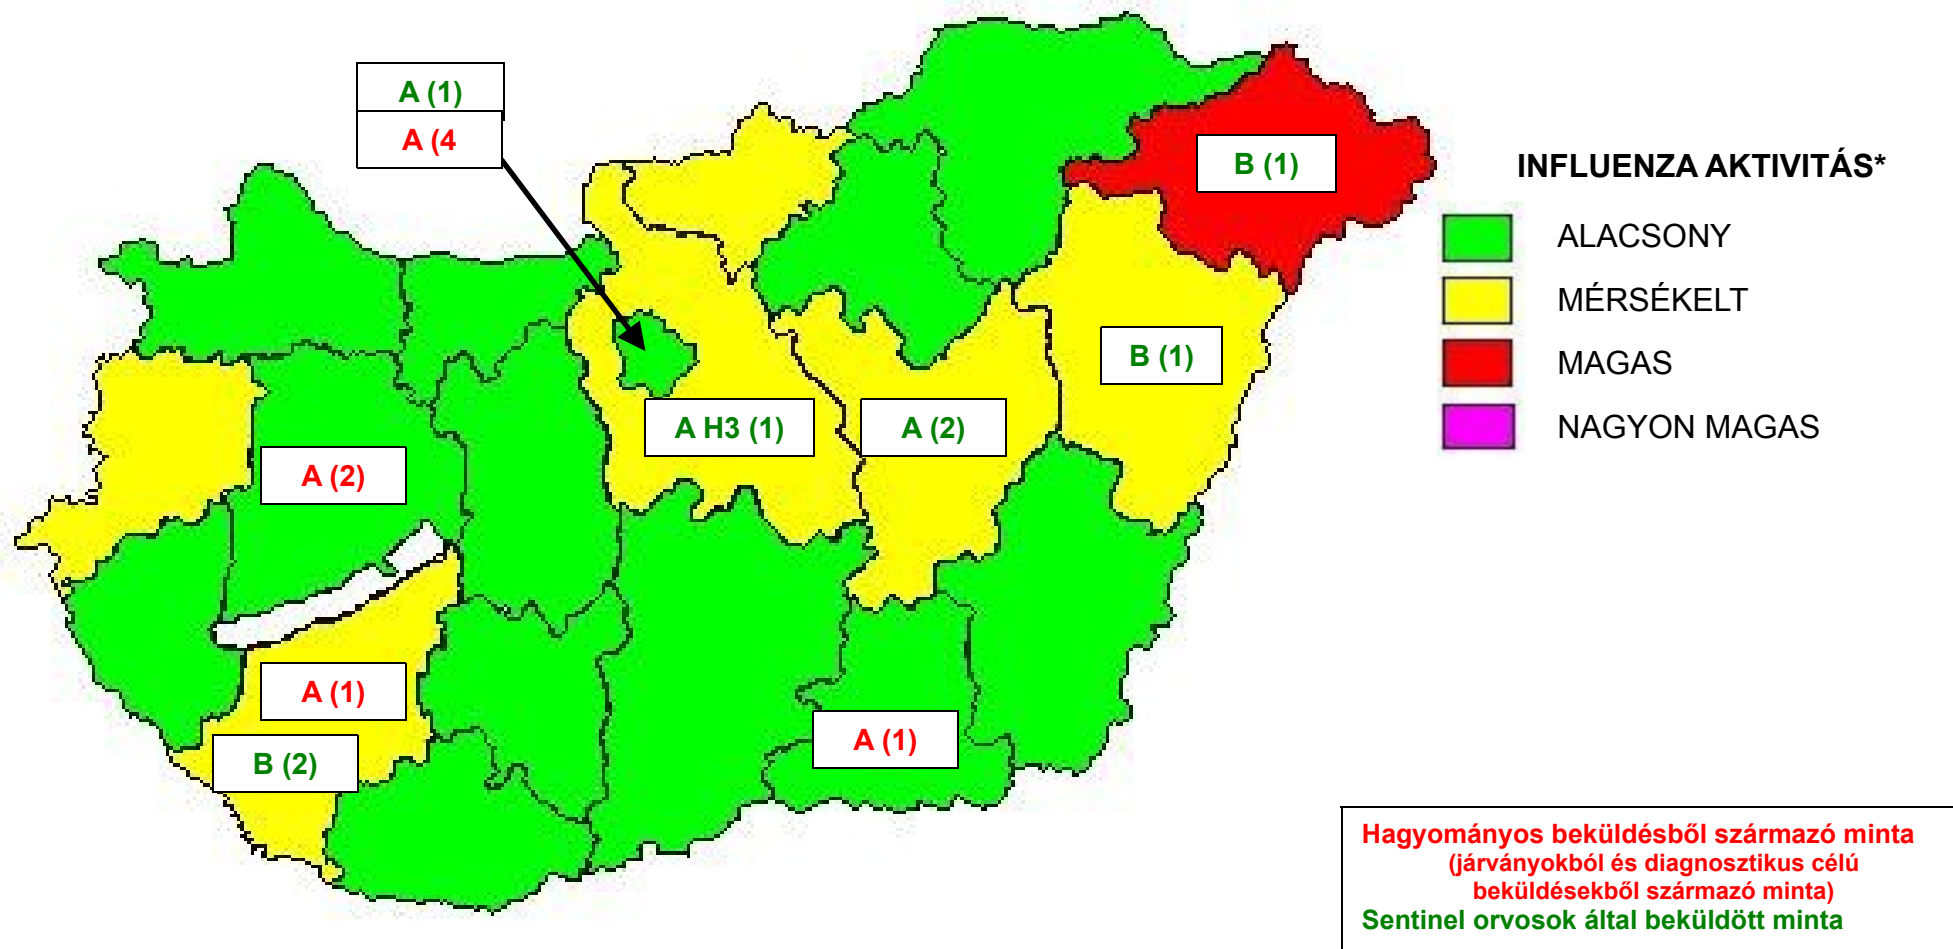 A (1)
A (4
B (1)
INFLUENZA AKTIVITÁS*
ALACSONY
MÉRSÉKELT
MAGAS
NAGYON MAGAS
B (1)
A H3 (1)
A (2)
A (2)
A (1)
B (2)
A (1)
Hagyományos beküldésből származó minta
(járványokból és diagnosztikus célú
beküldésekből származó minta)
Sentinel orvosok által beküldött minta